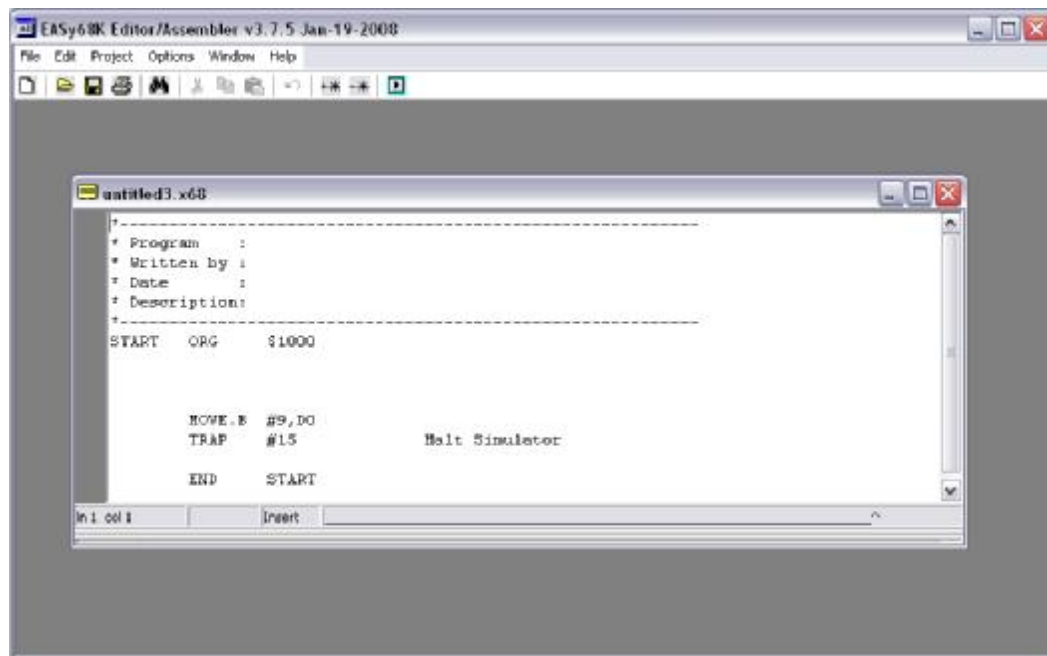 EASy68K Editor/Assembler v3.7.5 Jan-19-2008
File Edit Project Options Window Help
untitled3.x68
*-----------------------------------------------------------
* Program    :
* Written by :
* Date       :
* Description:
*-----------------------------------------------------------
START   ORG     $1000
        MOVE.B  #9,D0
        TRAP    #15             Halt Simulator
        END     START
ln 1 col 1 Insert